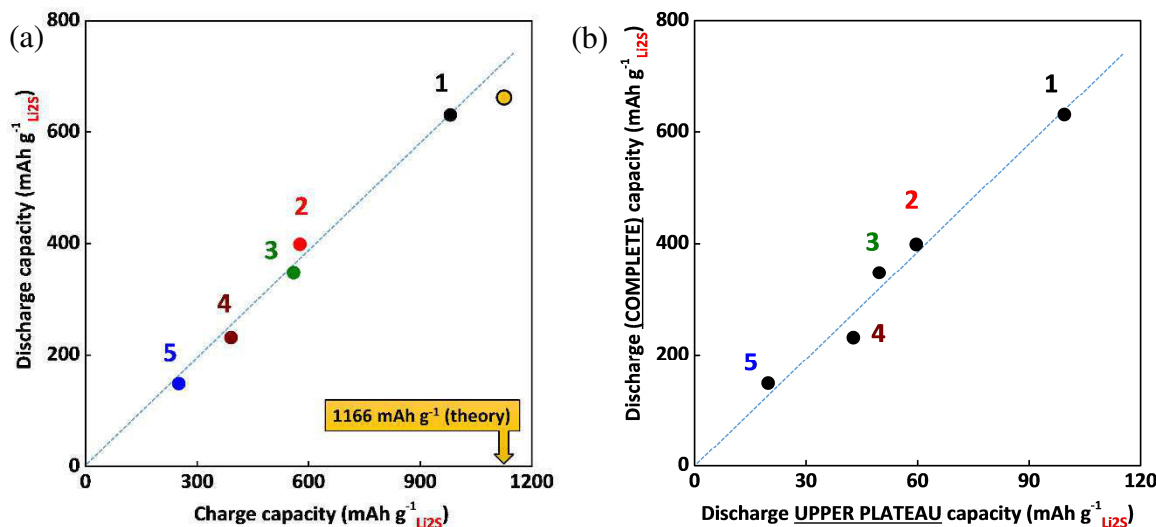 (a)
800
600
400
200
0
Discharge capacity (mAh g⁻¹ Li2S)
1
2
3
4
5
1166 mAh g⁻¹ (theory)
0 300 600 900 1200
Charge capacity (mAh g⁻¹ Li2S)
(b)
800
600
400
200
0
Discharge (COMPLETE) capacity (mAh g⁻¹ Li2S)
1
2
3
4
5
0 30 60 90 120
Discharge UPPER PLATEAU capacity (mAh g⁻¹ Li2S)